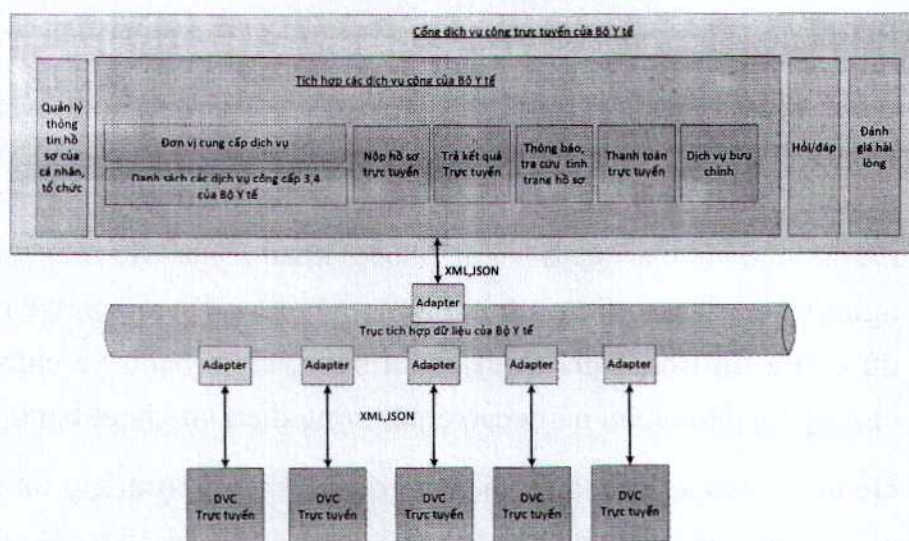 Cổng dịch vụ công trực tuyến của Bộ Y tế
Tích hợp các dịch vụ công của Bộ Y tế
Quản lý
thông
tin hồ
sơ của
cá nhân,
tổ chức
Đơn vị cung cấp dịch vụ
Danh sách các dịch vụ công cấp 3,4
của Bộ Y tế
Nộp hồ sơ
trực tuyến
Trả kết quả
Trực tuyến
Thông báo,
tra cứu tình
trạng hồ sơ
Thanh toán
trực tuyến
Dịch vụ bưu
chính
Hỏi/đáp
Đánh
giá hài
lòng
XML,JSON
Adapter
Trục tích hợp dữ liệu của Bộ Y tế
Adapter
Adapter
Adapter
Adapter
Adapter
XML,JSON
DVC
Trực tuyến
DVC
Trực tuyến
DVC
Trực tuyến
DVC
Trực tuyến
DVC
Trực tuyến